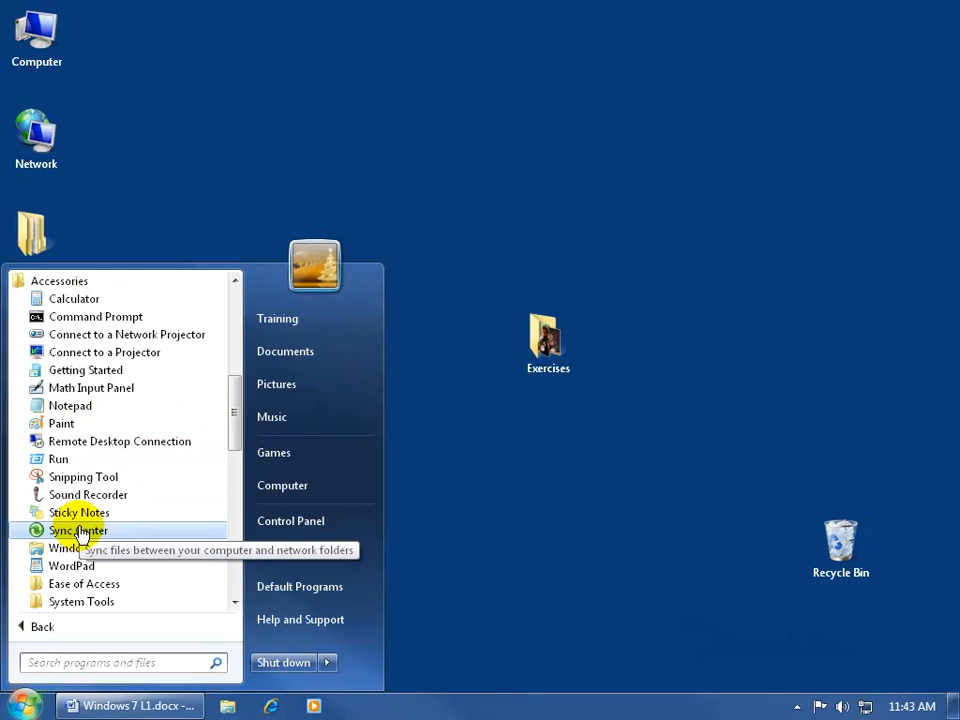 Computer
Network
Accessories
Calculator
Command Prompt
Connect to a Network Projector
Connect to a Projector
Getting Started
Math Input Panel
Notepad
Paint
Remote Desktop Connection
Run
Snipping Tool
Sound Recorder
Sticky Notes
Sync Center
Sync files between your computer and network folders
WordPad
Ease of Access
System Tools
Back
Search programs and files
Training
Documents
Pictures
Music
Games
Computer
Control Panel
Default Programs
Help and Support
Shut down
Exercises
Recycle Bin
Windows 7 L1.docx -...
11:43 AM